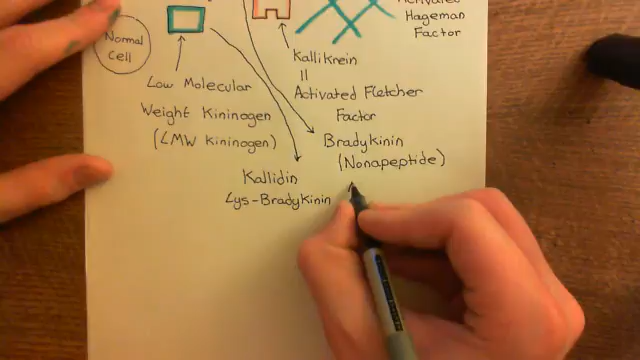 Activated
Hageman
Factor
Normal
Cell
Kallikrein
=
Low Molecular
Weight Kininogen
(LMW Kininogen)
Activated Fletcher
Factor
Bradykinin
(Nonapeptide)
Kallidin
Lys-Bradykinin